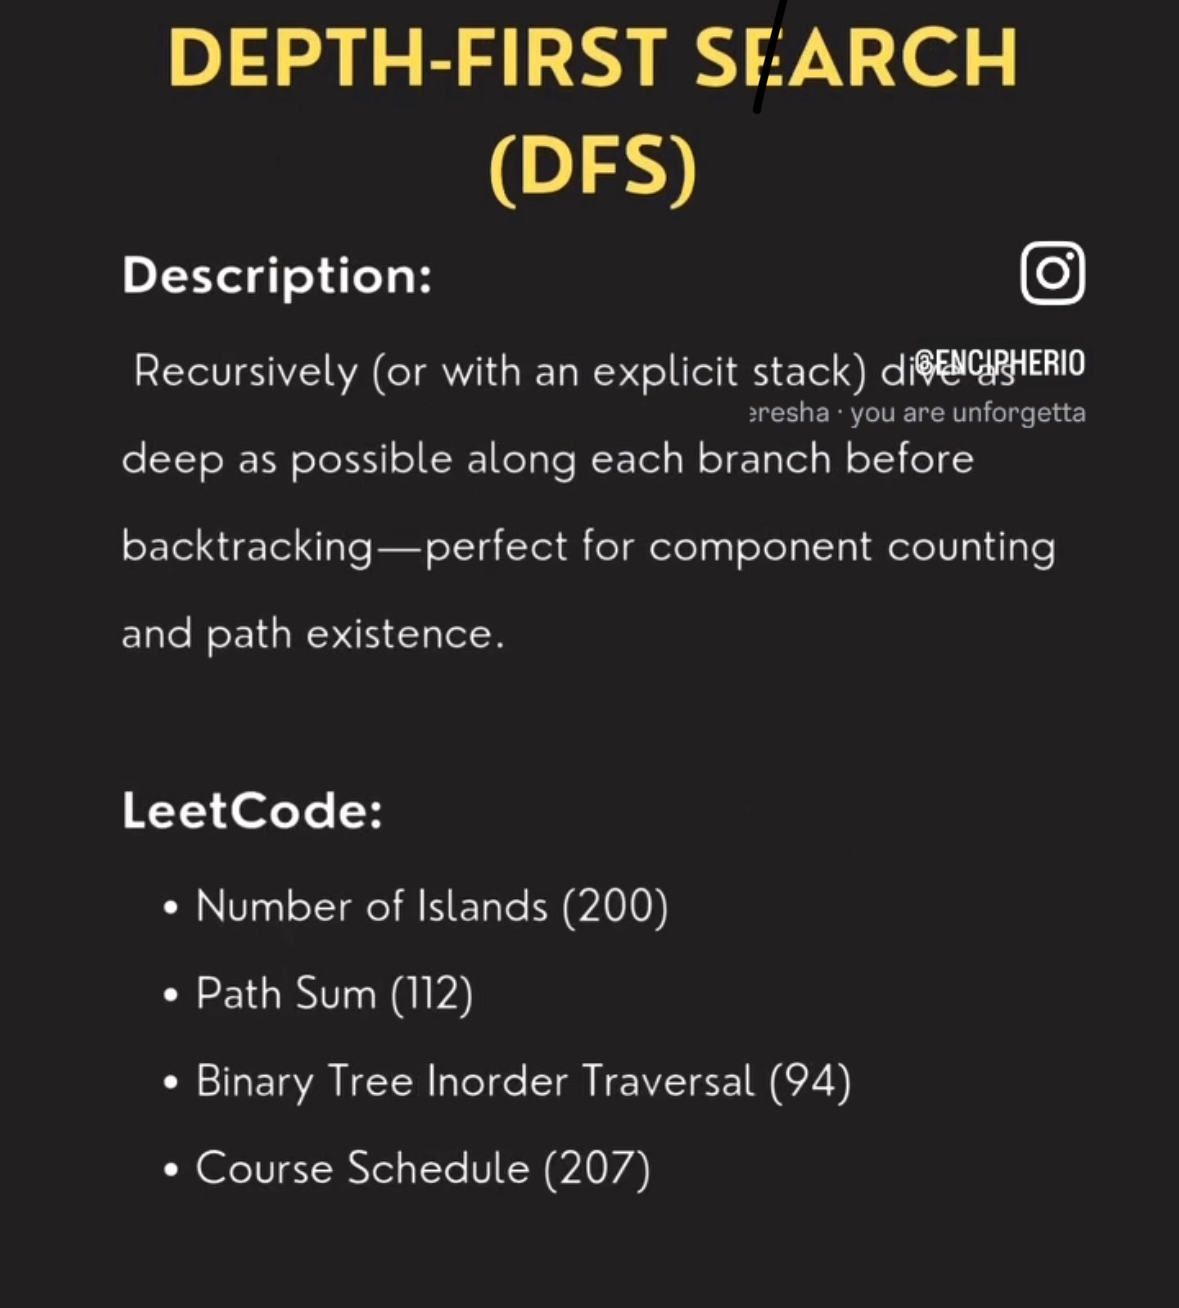 DEPTH-FIRST SEARCH
(DFS)
Description:
Recursively (or with an explicit stack) dive as
@ENCIPHERIO
eresha · you are unforgetta
deep as possible along each branch before
backtracking—perfect for component counting
and path existence.
LeetCode:
• Number of Islands (200)
• Path Sum (112)
• Binary Tree Inorder Traversal (94)
• Course Schedule (207)